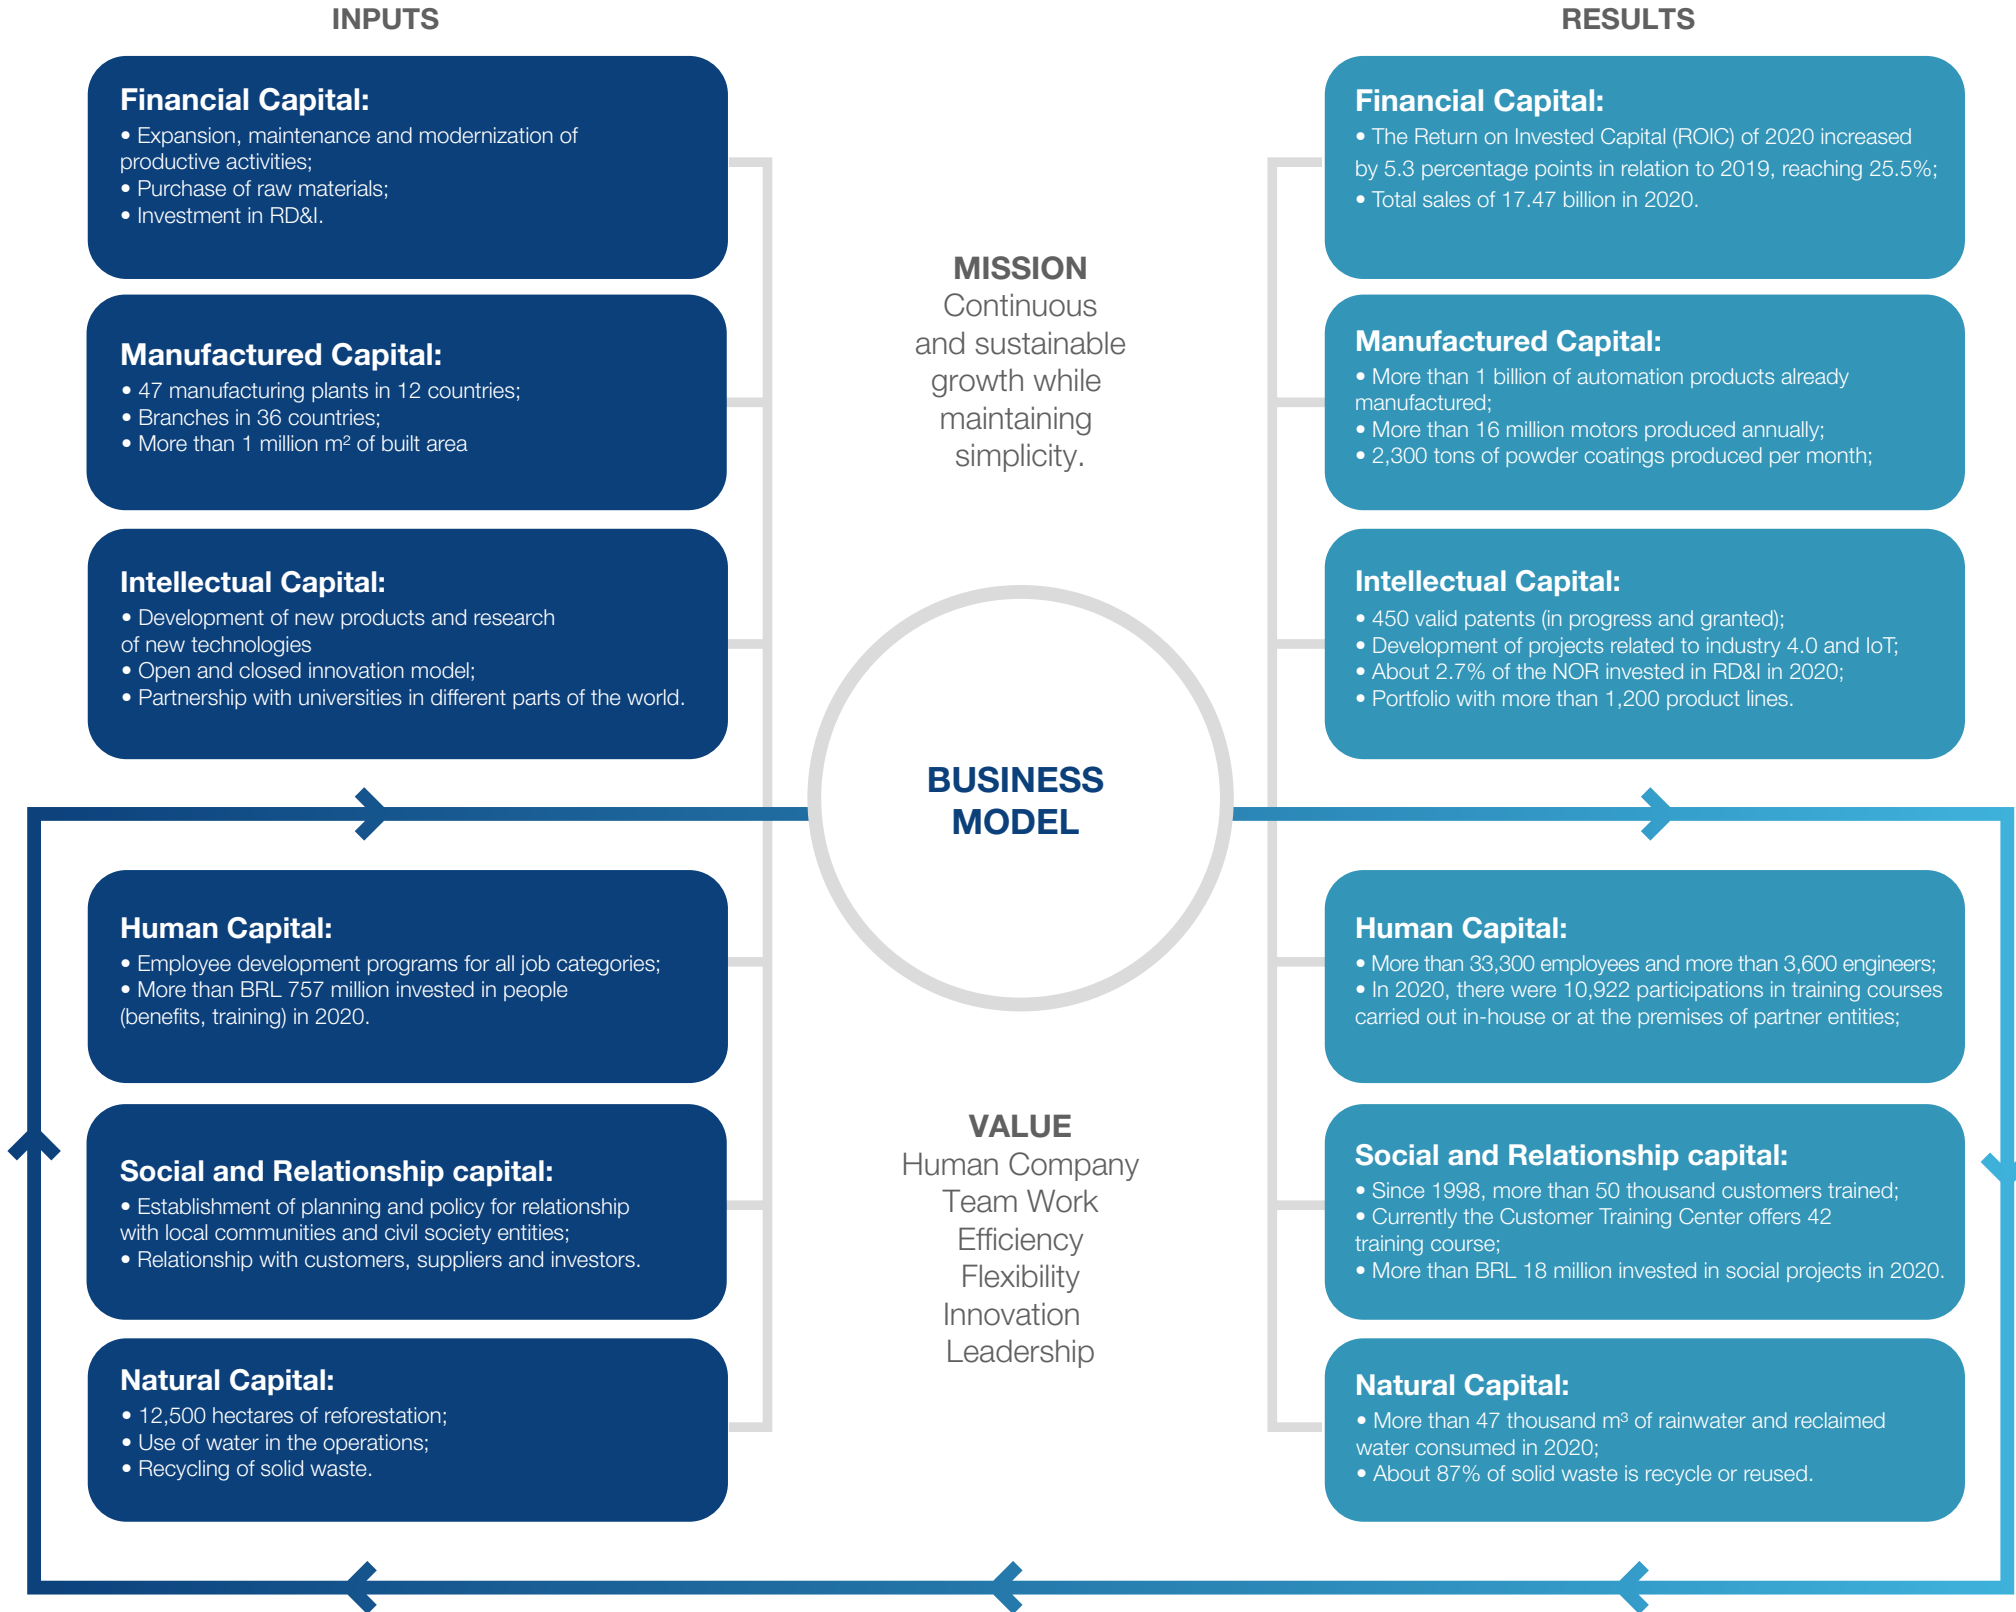 INPUTS
Financial Capital:
• Expansion, maintenance and modernization of
productive activities;
• Purchase of raw materials;
• Investment in RD&I.
Manufactured Capital:
• 47 manufacturing plants in 12 countries;
• Branches in 36 countries;
• More than 1 million m² of built area
Intellectual Capital:
• Development of new products and research
of new technologies
• Open and closed innovation model;
• Partnership with universities in different parts of the world.
Human Capital:
• Employee development programs for all job categories;
• More than BRL 757 million invested in people
(benefits, training) in 2020.
Social and Relationship capital:
• Establishment of planning and policy for relationship
with local communities and civil society entities;
• Relationship with customers, suppliers and investors.
Natural Capital:
• 12,500 hectares of reforestation;
• Use of water in the operations;
• Recycling of solid waste.
MISSION
Continuous
and sustainable
growth while
maintaining
simplicity.
BUSINESS
MODEL
VALUE
Human Company
Team Work
Efficiency
Flexibility
Innovation
Leadership
RESULTS
Financial Capital:
• The Return on Invested Capital (ROIC) of 2020 increased
by 5.3 percentage points in relation to 2019, reaching 25.5%;
• Total sales of 17.47 billion in 2020.
Manufactured Capital:
• More than 1 billion of automation products already
manufactured;
• More than 16 million motors produced annually;
• 2,300 tons of powder coatings produced per month;
Intellectual Capital:
• 450 valid patents (in progress and granted);
• Development of projects related to industry 4.0 and IoT;
• About 2.7% of the NOR invested in RD&I in 2020;
• Portfolio with more than 1,200 product lines.
Human Capital:
• More than 33,300 employees and more than 3,600 engineers;
• In 2020, there were 10,922 participations in training courses
carried out in-house or at the premises of partner entities;
Social and Relationship capital:
• Since 1998, more than 50 thousand customers trained;
• Currently the Customer Training Center offers 42
training course;
• More than BRL 18 million invested in social projects in 2020.
Natural Capital:
• More than 47 thousand m³ of rainwater and reclaimed
water consumed in 2020;
• About 87% of solid waste is recycle or reused.